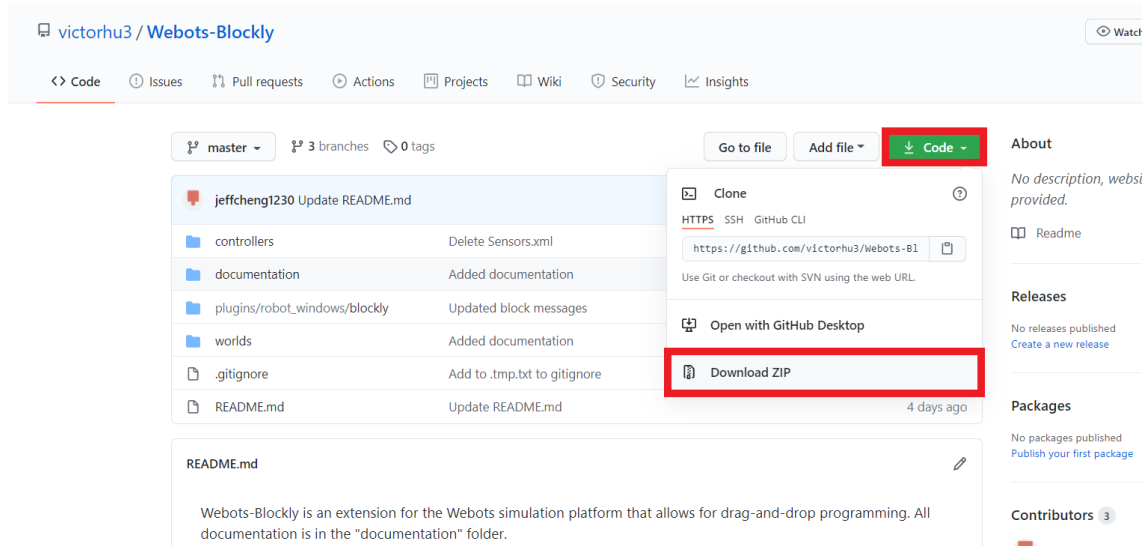 victorhu3 / Webots-Blockly
Watch
Code Issues Pull requests Actions Projects Wiki Security Insights
master 3 branches 0 tags Go to file Add file Code
About
jeffcheng1230 Update README.md
Clone
HTTPS SSH GitHub CLI
https://github.com/victorhu3/Webots-Bl
Use Git or checkout with SVN using the web URL.
Open with GitHub Desktop
Download ZIP
controllers Delete Sensors.xml
documentation Added documentation
plugins/robot_windows/blockly Updated block messages
worlds Added documentation
.gitignore Add to .tmp.txt to gitignore
README.md Update README.md 4 days ago
No description, websi
provided.
Readme
Releases
No releases published
Create a new release
Packages
No packages published
Publish your first package
Contributors 3
README.md
Webots-Blockly is an extension for the Webots simulation platform that allows for drag-and-drop programming. All
documentation is in the "documentation" folder.